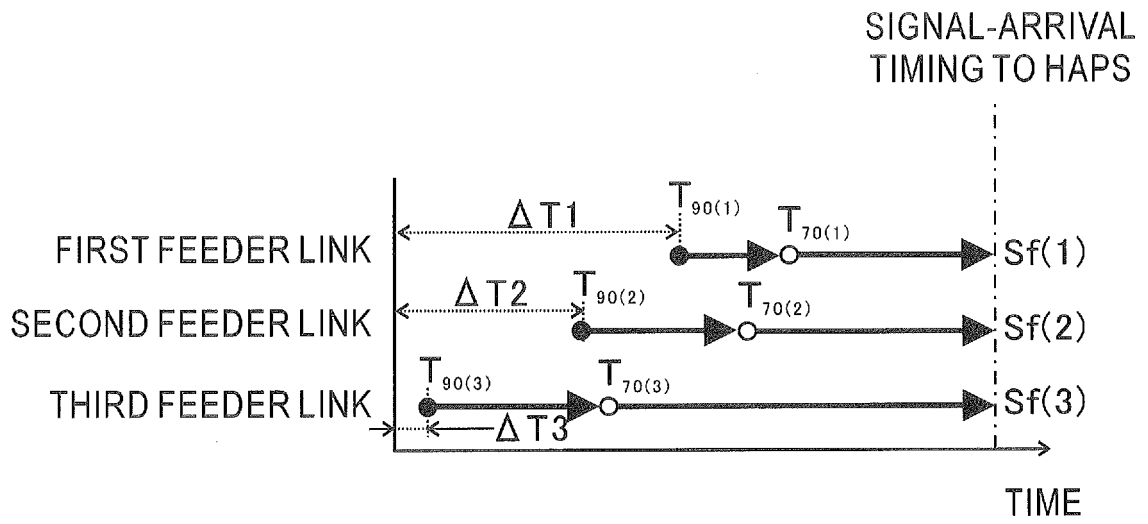 SIGNAL-ARRIVAL
TIMING TO HAPS
T90(1)
ΔT1
T70(1)
FIRST FEEDER LINK
Sf(1)
T90(2)
ΔT2
T70(2)
SECOND FEEDER LINK
Sf(2)
T90(3)
T70(3)
THIRD FEEDER LINK
Sf(3)
ΔT3
TIME